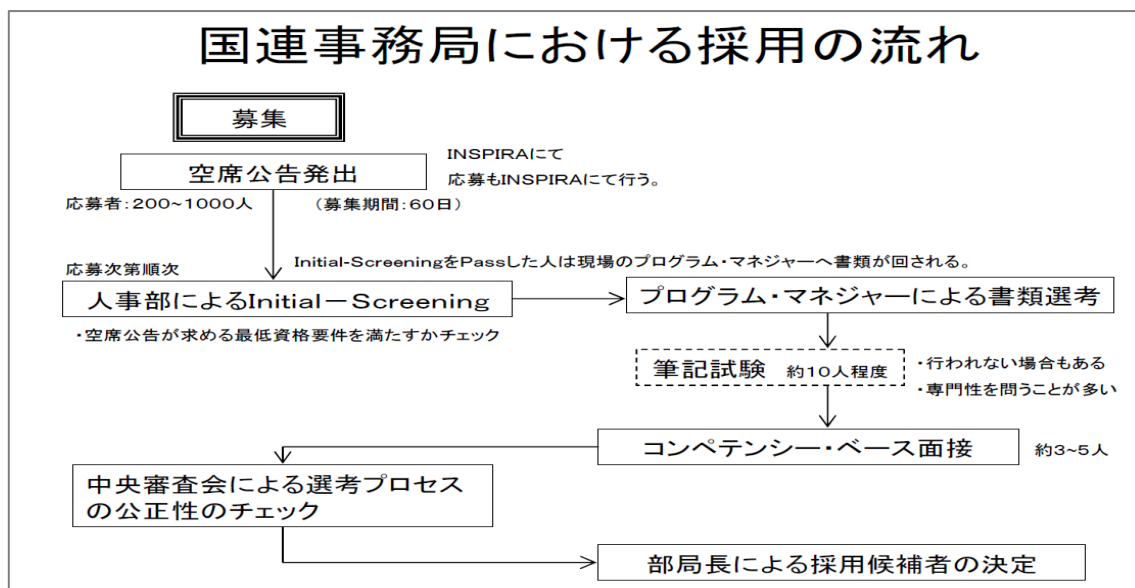 国連事務局における採用の流れ
募集
空席公告発出
INSPIRAにて
応募もINSPIRAにて行う。
応募者:200~1000人
(募集期間:60日)
応募次第順次
Initial-ScreeningをPassした人は現場のプログラム・マネジャーへ書類が回される。
人事部によるInitial-Screening
プログラム・マネジャーによる書類選考
・空席公告が求める最低資格要件を満たすかチェック
筆記試験 約10人程度
・行われない場合もある
・専門性を問うことが多い
コンペテンシー・ベース面接
約3~5人
中央審査会による選考プロセス
の公正性のチェック
部局長による採用候補者の決定